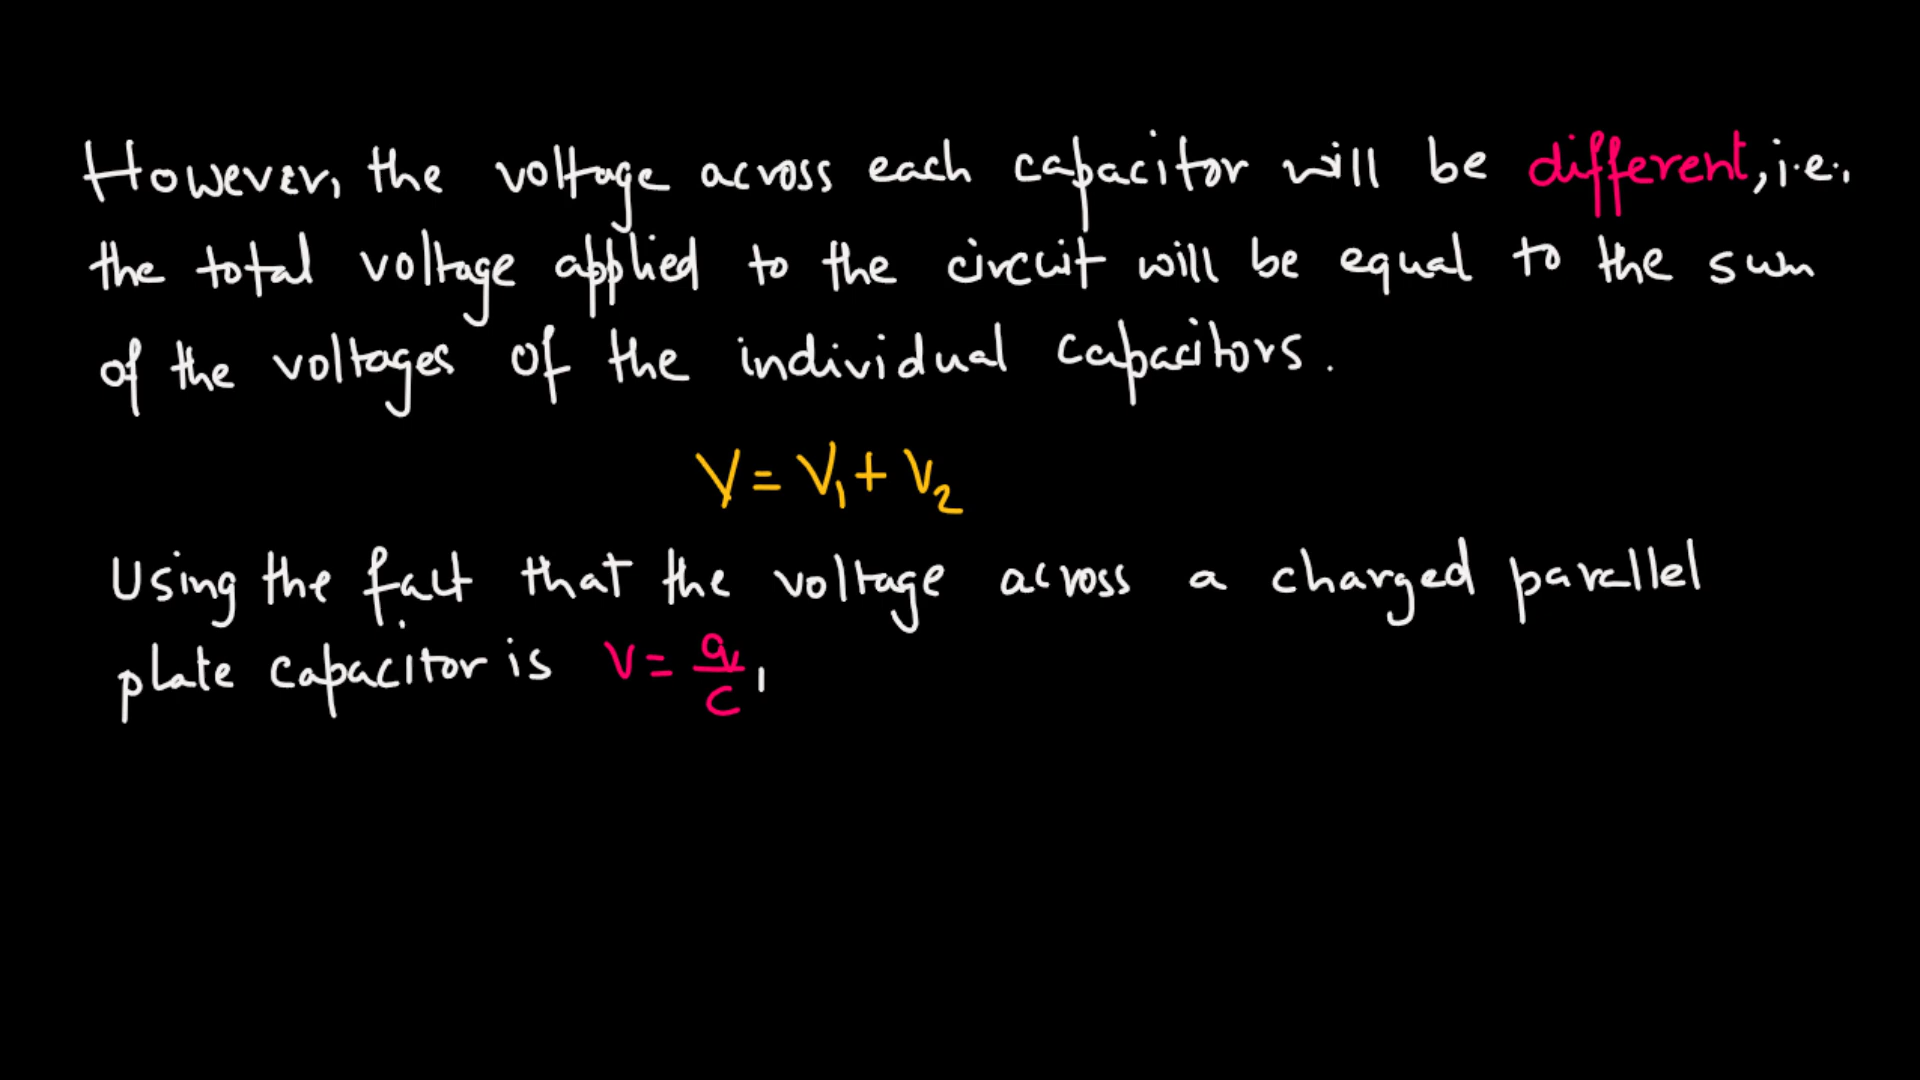 However, the voltage across each capacitor will be different, i.e.,
the total voltage applied to the circuit will be equal to the sum
of the voltages of the individual capacitors.
V = V₁ + V₂
Using the fact that the voltage across a charged parallel
plate capacitor is V = q/C,